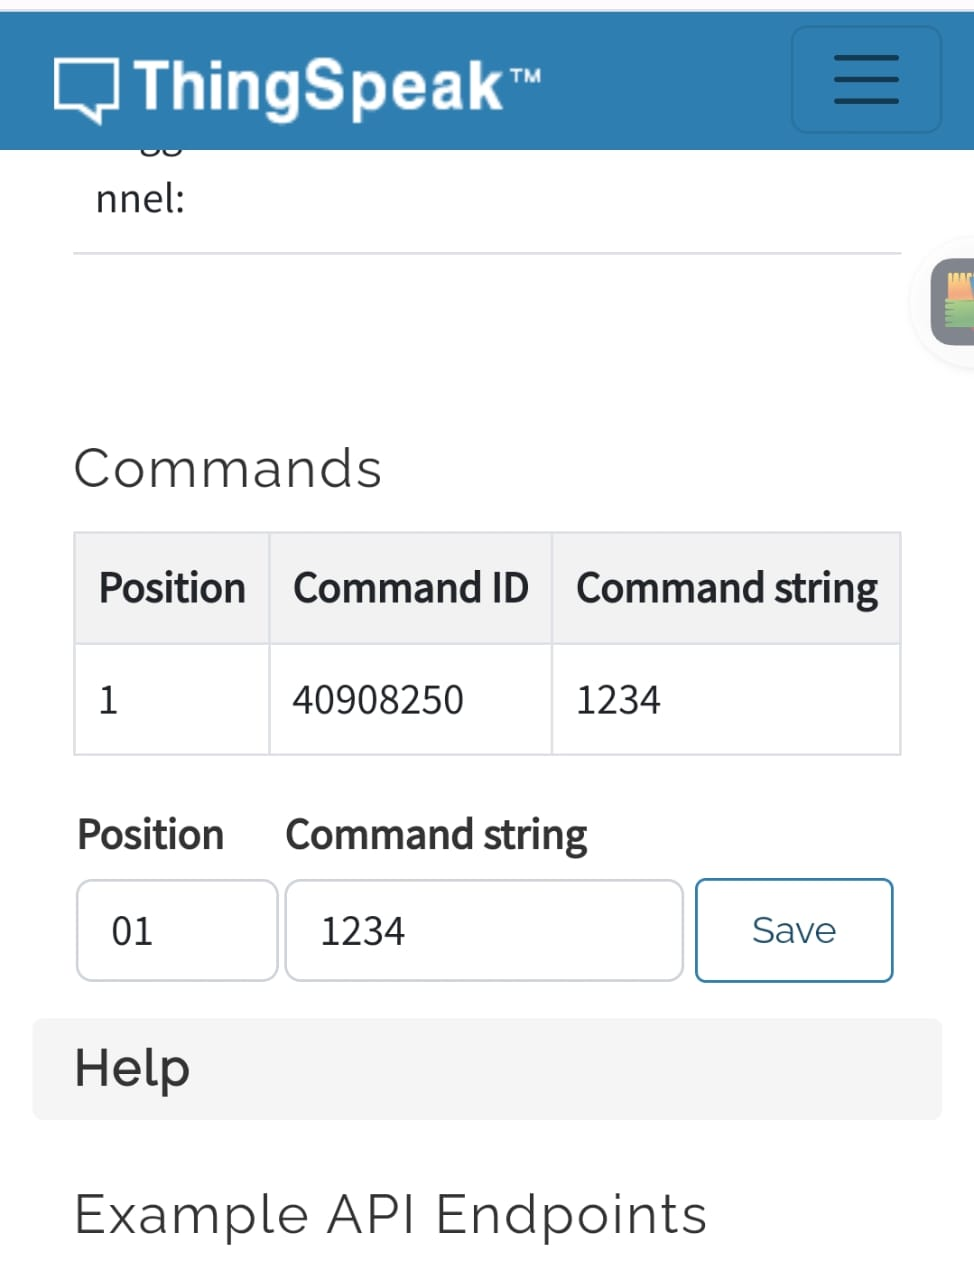 ThingSpeak™
nnel:
Commands
Position Command ID Command string
1 40908250 1234
Position Command string
01 1234 Save
Help
Example API Endpoints